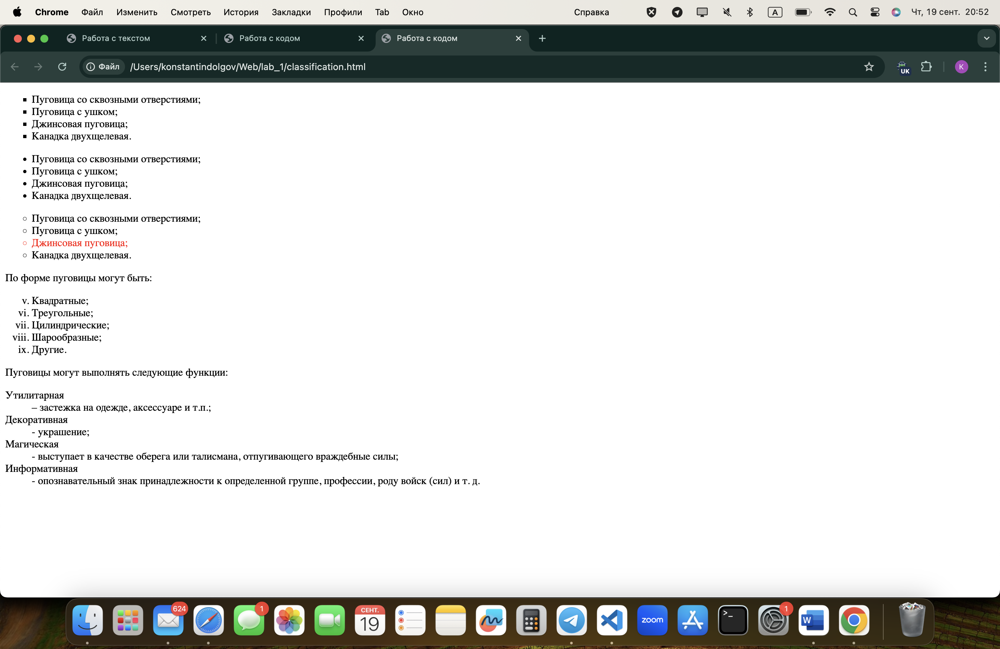 Chrome Файл Изменить Смотреть История Закладки Профили Tab Окно Справка A Чт, 19 сент. 20:52
Работа с текстом Работа с кодом Работа с кодом
Файл /Users/konstantindolgov/Web/lab_1/classification.html UK K
Пуговица со сквозными отверстиями;
Пуговица с ушком;
Джинсовая пуговица;
Канадка двухщелевая.
Пуговица со сквозными отверстиями;
Пуговица с ушком;
Джинсовая пуговица;
Канадка двухщелевая.
Пуговица со сквозными отверстиями;
Пуговица с ушком;
Джинсовая пуговица;
Канадка двухщелевая.
По форме пуговицы могут быть:
v. Квадратные;
vi. Треугольные;
vii. Цилиндрические;
viii. Шарообразные;
ix. Другие.
Пуговицы могут выполнять следующие функции:
Утилитарная
– застежка на одежде, аксессуаре и т.п.;
Декоративная
- украшение;
Магическая
- выступает в качестве оберега или талисмана, отпугивающего враждебные силы;
Информативная
- опознавательный знак принадлежности к определенной группе, профессии, роду войск (сил) и т. д.
624 1 СЕНТ. 19 zoom >_ 1 W